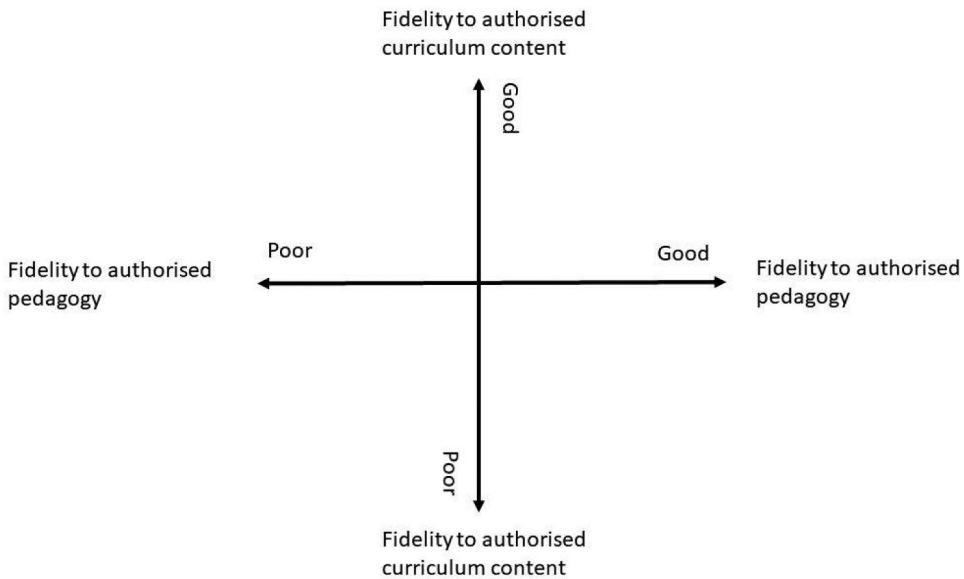 Fidelity to authorised
curriculum content
Good
Poor
Good
Fidelity to authorised
pedagogy
Fidelity to authorised
pedagogy
Poor
Fidelity to authorised
curriculum content